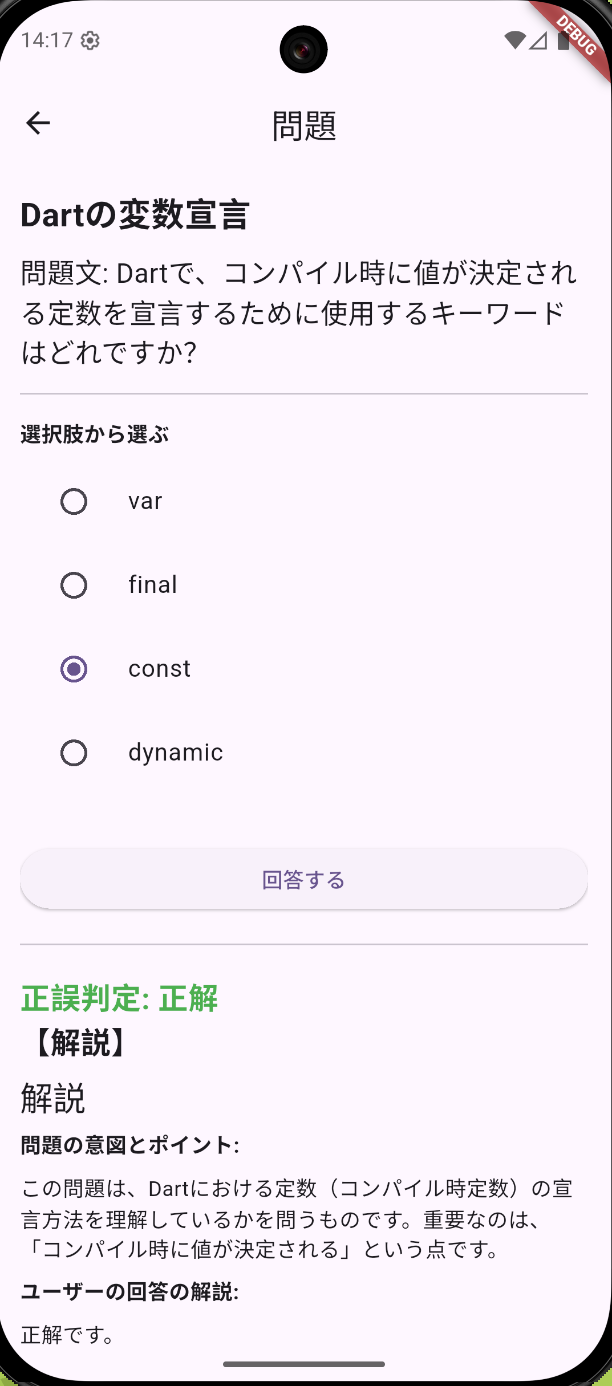 14:17
DEBUG
問題
Dartの変数宣言
問題文: Dartで、コンパイル時に値が決定され
る定数を宣言するために使用するキーワード
はどれですか?
選択肢から選ぶ
var
final
const
dynamic
回答する
正誤判定: 正解
【解説】
解説
問題の意図とポイント:
この問題は、Dartにおける定数（コンパイル時定数）の宣
言方法を理解しているかを問うものです。重要なのは、
「コンパイル時に値が決定される」という点です。
ユーザーの回答の解説:
正解です。